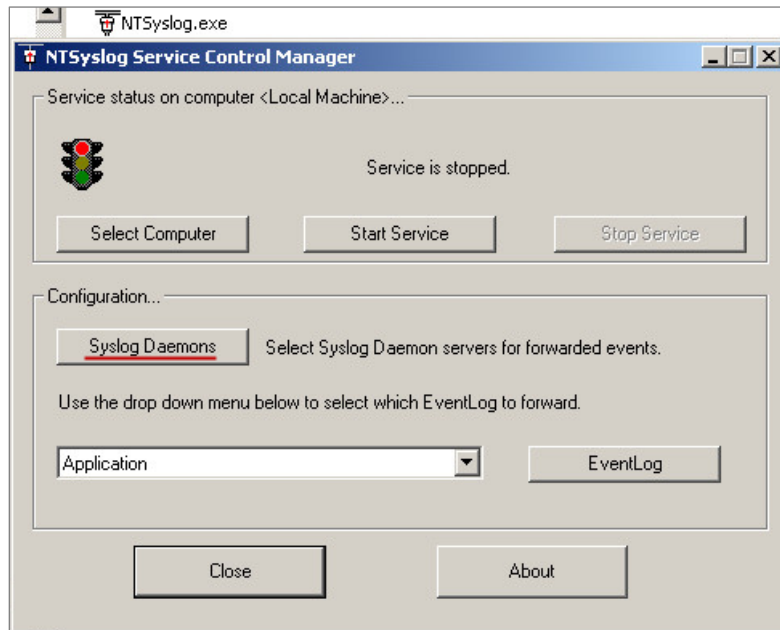 NTSyslog.exe
NTSyslog Service Control Manager
Service status on computer <Local Machine>...
Service is stopped.
Select Computer Start Service Stop Service
Configuration...
Syslog Daemons Select Syslog Daemon servers for forwarded events.
Use the drop down menu below to select which EventLog to forward.
Application EventLog
Close About